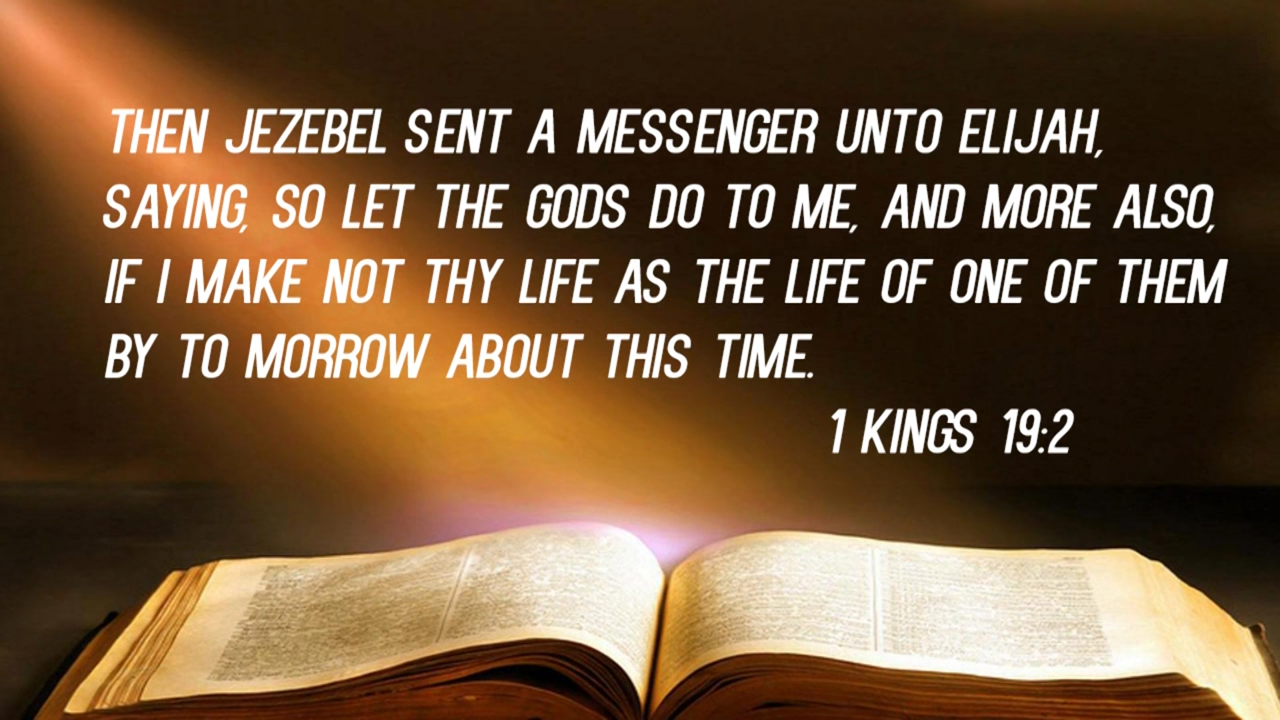 THEN JEZEBEL SENT A MESSENGER UNTO ELIJAH,
SAYING, SO LET THE GODS DO TO ME, AND MORE ALSO,
IF I MAKE NOT THY LIFE AS THE LIFE OF ONE OF THEM
BY TO MORROW ABOUT THIS TIME.
1 KINGS 19:2